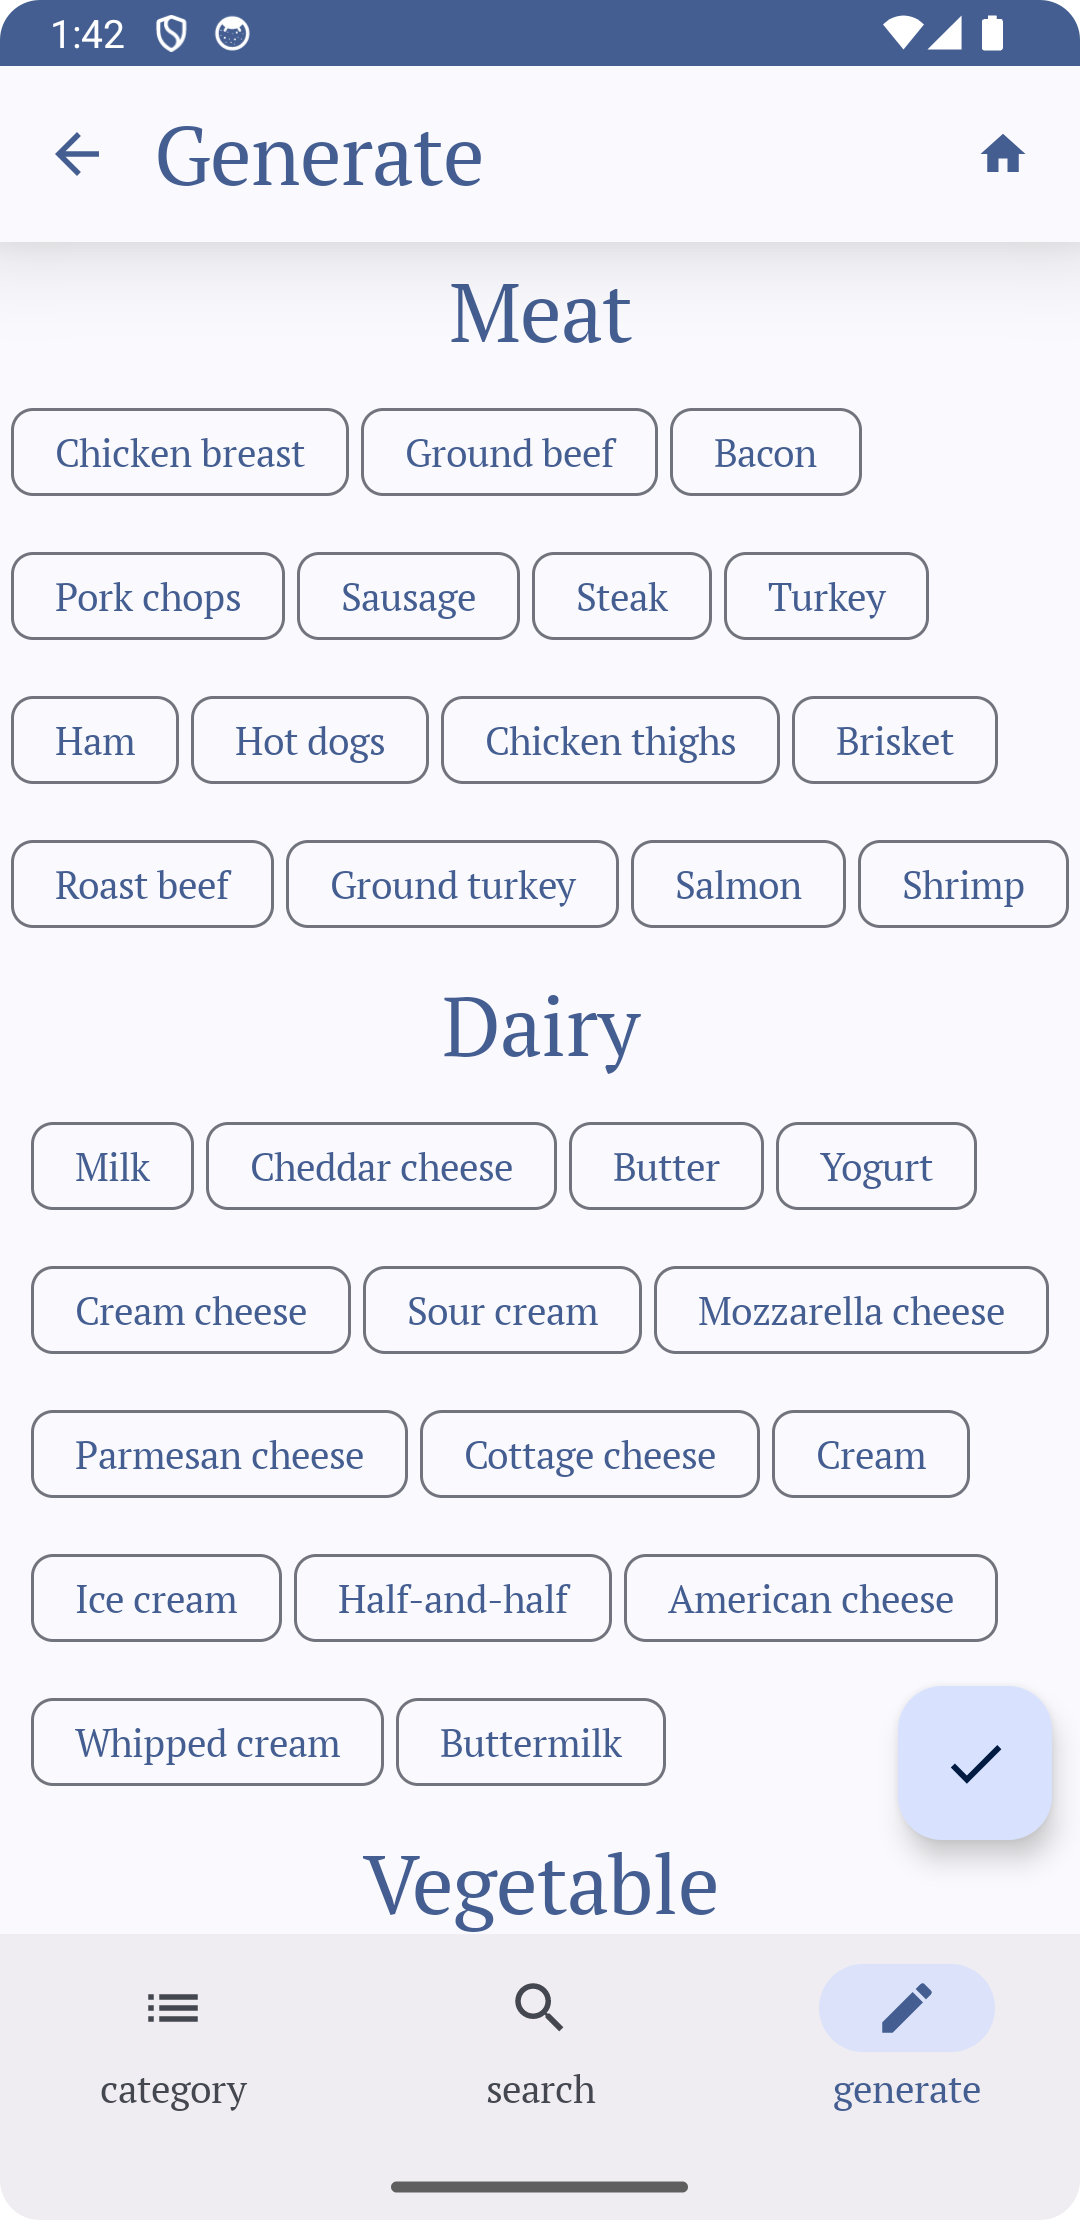 1:42
Generate
Meat
Chicken breast Ground beef Bacon
Pork chops Sausage Steak Turkey
Ham Hot dogs Chicken thighs Brisket
Roast beef Ground turkey Salmon Shrimp
Dairy
Milk Cheddar cheese Butter Yogurt
Cream cheese Sour cream Mozzarella cheese
Parmesan cheese Cottage cheese Cream
Ice cream Half-and-half American cheese
Whipped cream Buttermilk
Vegetable
category search generate